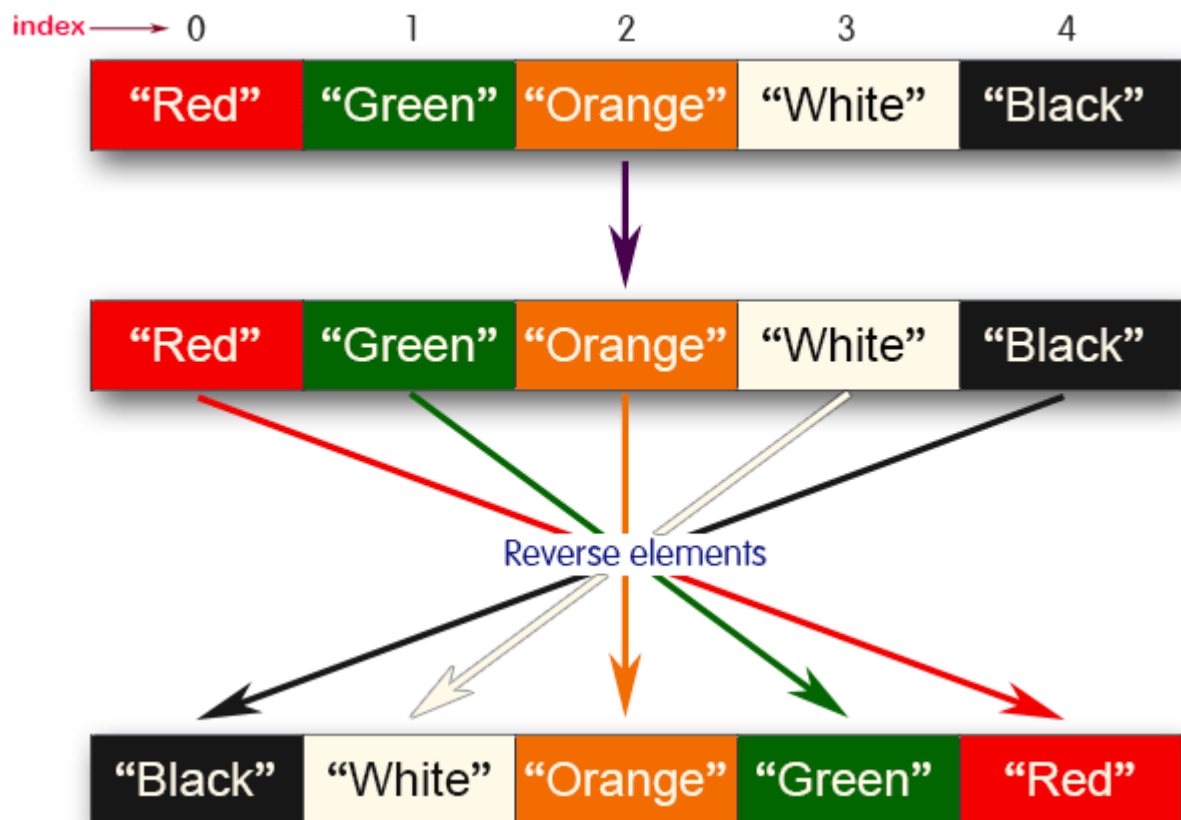 index 0 1 2 3 4
“Red” “Green” “Orange” “White” “Black”
“Red” “Green” “Orange” “White” “Black”
Reverse elements
“Black” “White” “Orange” “Green” “Red”